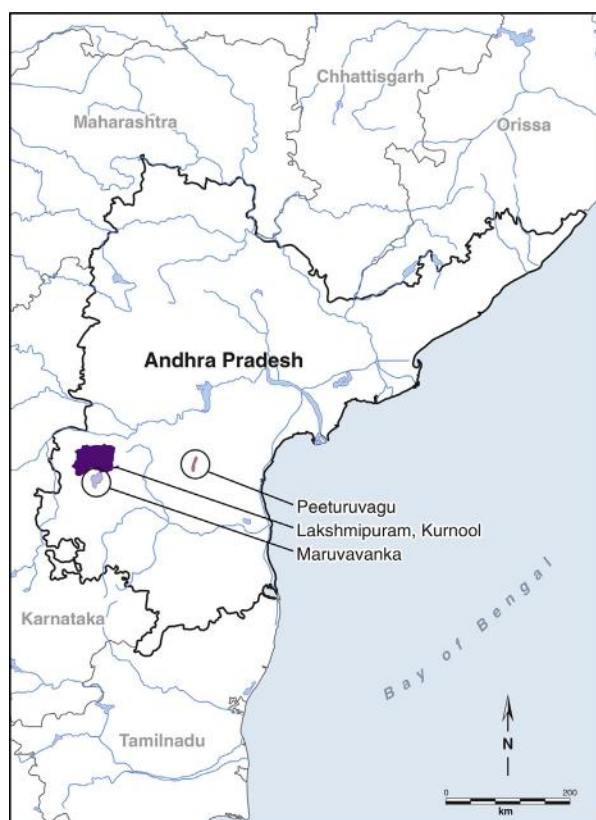 Chhattisgarh
Maharashtra
Orissa
Andhra Pradesh
Peeturuvagu
Lakshmipuram, Kurnool
Maruvavanka
Karnataka
Bay of Bengal
Tamilnadu
N
0 200
km